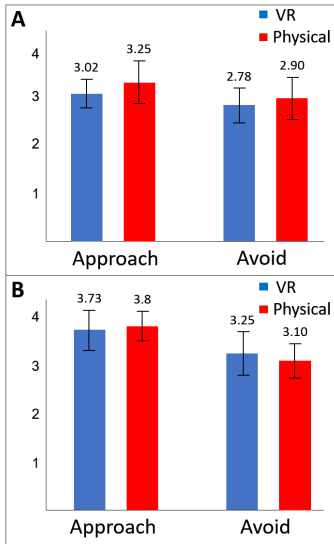 A
VR
Physical
4
3
2
1
3.02
3.25
2.78
2.90
Approach
Avoid
B
VR
Physical
4
3
2
1
3.73
3.8
3.25
3.10
Approach
Avoid